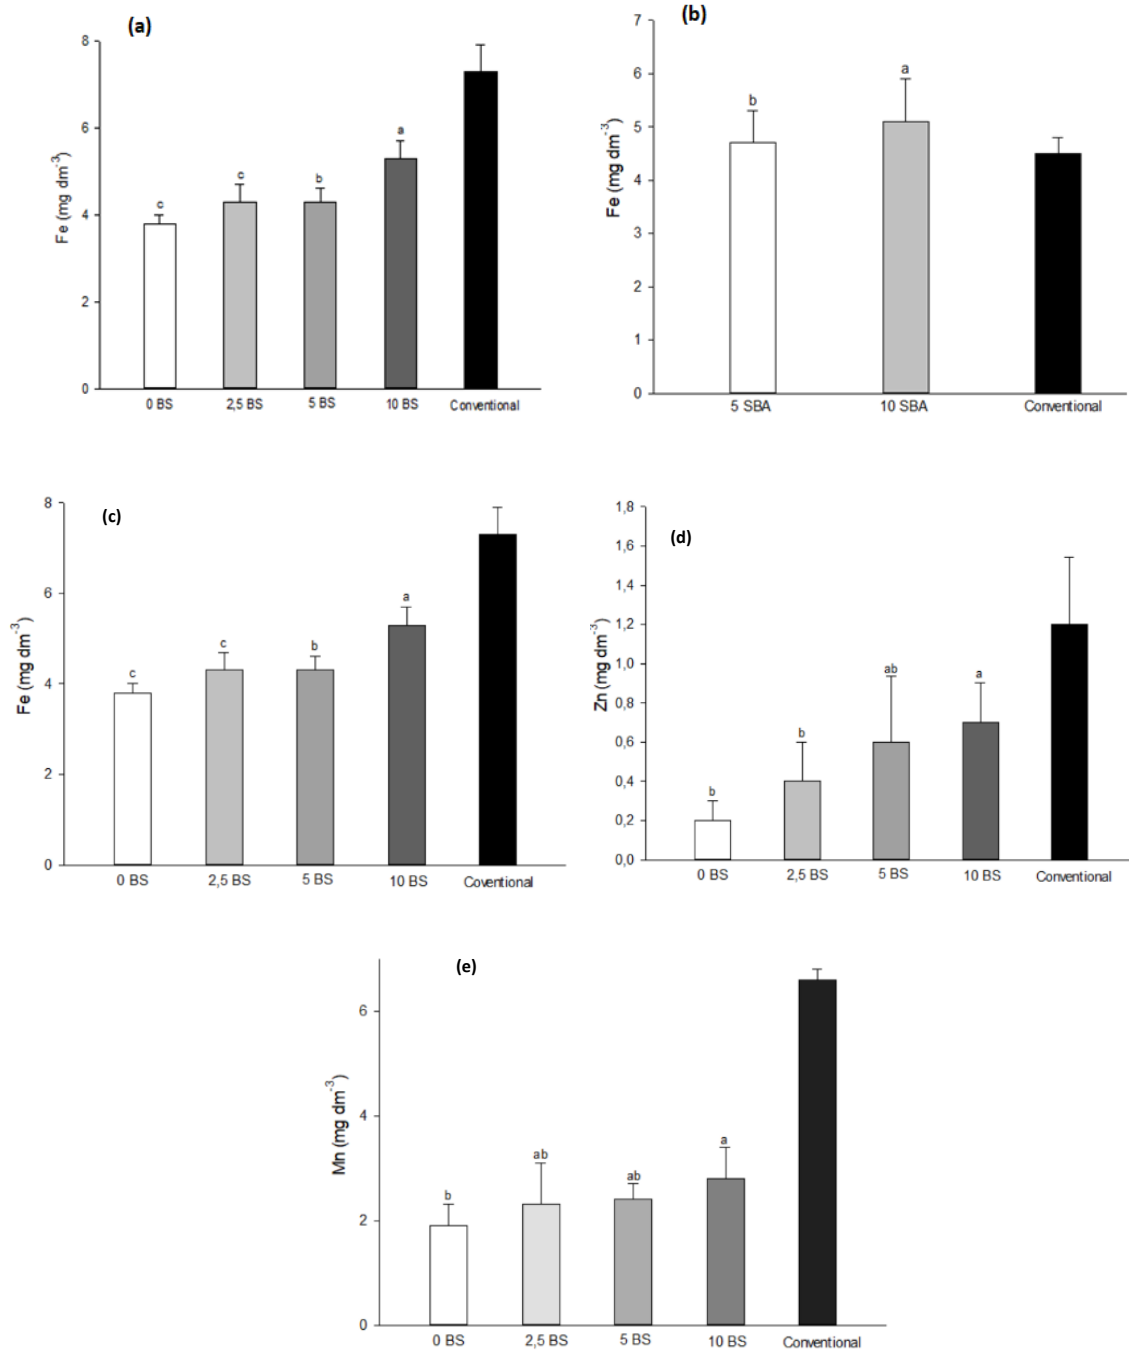 (a)
Fe (mg dm-3)
8
6
4
2
0
c
c
b
a
0 BS 2,5 BS 5 BS 10 BS Conventional
(b)
Fe (mg dm-3)
7
6
5
4
3
2
1
0
b
a
5 SBA 10 SBA Conventional
(c)
Fe (mg dm-3)
8
6
4
2
0
c
c
b
a
0 BS 2,5 BS 5 BS 10 BS Coventional
(d)
Zn (mg dm-3)
1,8
1,6
1,4
1,2
1,0
0,8
0,6
0,4
0,2
0,0
b
b
ab
a
0 BS 2,5 BS 5 BS 10 BS Conventional
(e)
Mn (mg dm-3)
6
4
2
0
b
ab
ab
a
0 BS 2,5 BS 5 BS 10 BS Conventional